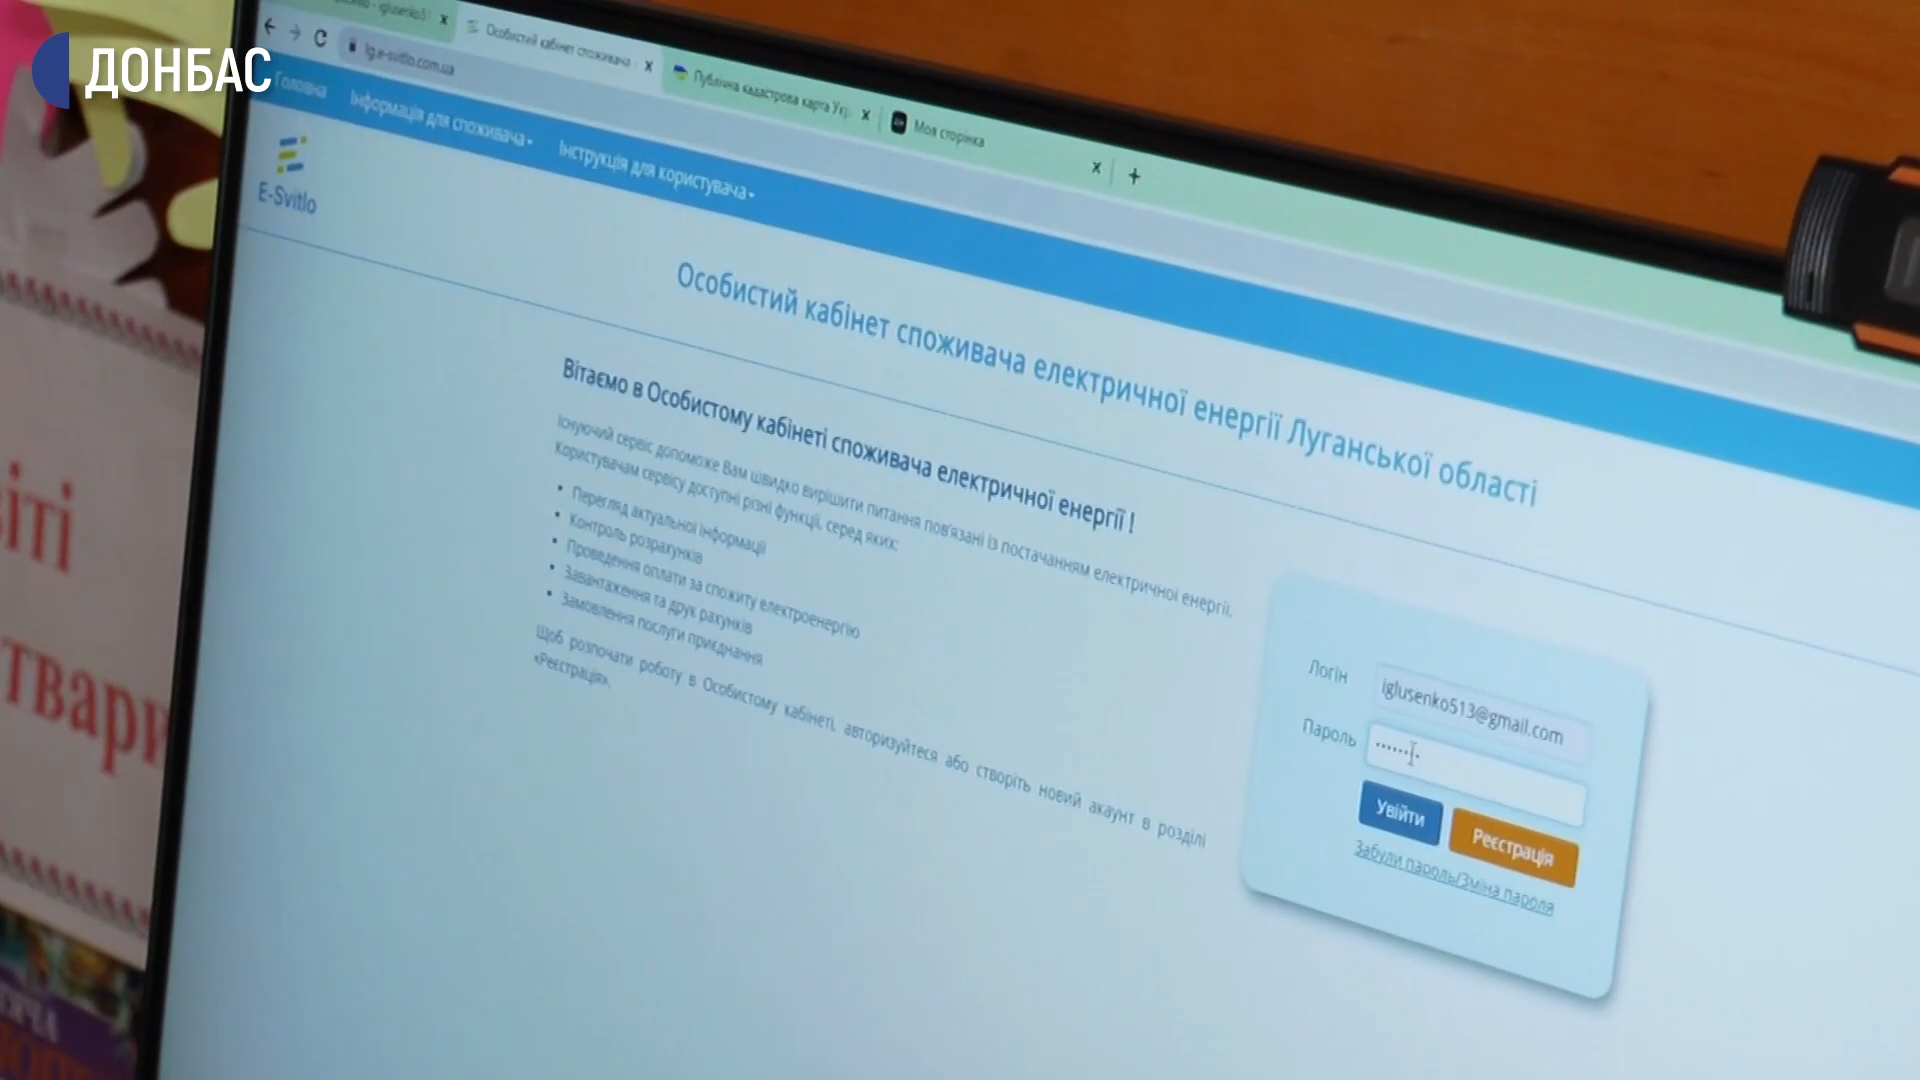 ДОНБАС
Особистий кабінет споживача
Публічна кадастрова карта Укр
Моя сторінка
lg.e-svitlo.com.ua
Головна
Інформація для споживача
Інструкція для користувача
E-Svitlo
Особистий кабінет споживача електричної енергії Луганської області
Вітаємо в Особистому кабінеті споживача електричної енергії !
Існуючий сервіс допоможе Вам швидко вирішити питання пов'язані із постачанням електричної енергії.
Користувачам сервісу доступні різні функції, серед яких:
Перегляд актуальної інформації
Контроль розрахунків
Проведення оплати за спожиту електроенергію
Завантаження та друк рахунків
Замовлення послуги приєднання
Щоб розпочати роботу в Особистому кабінеті, авторизуйтеся або створіть новий акаунт в розділі
«Реєстрація».
Логін
iglusenko513@gmail.com
Пароль
Увійти
Реєстрація
Забули пароль/Зміна пароля